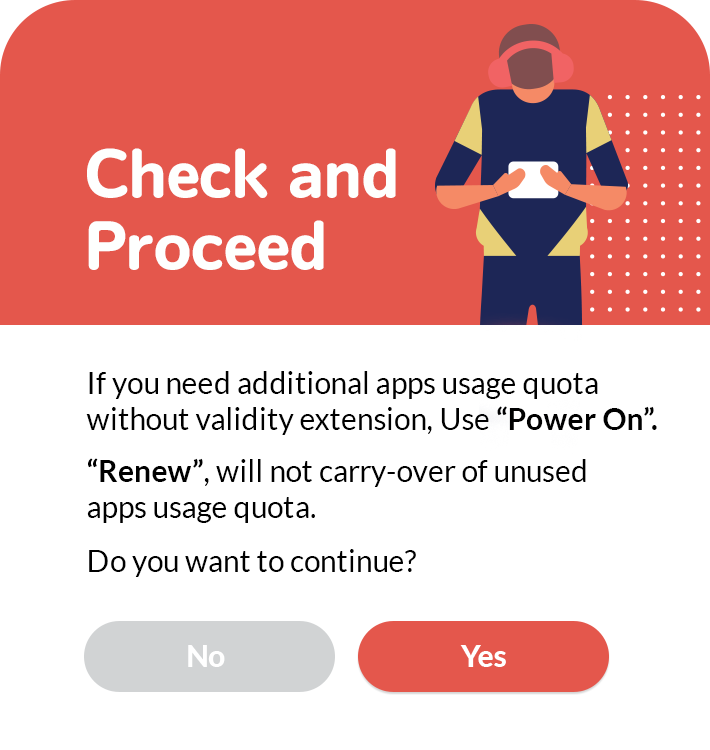 Check and
Proceed
If you need additional apps usage quota
without validity extension, Use “Power On”.
“Renew”, will not carry-over of unused
apps usage quota.
Do you want to continue?
No
Yes